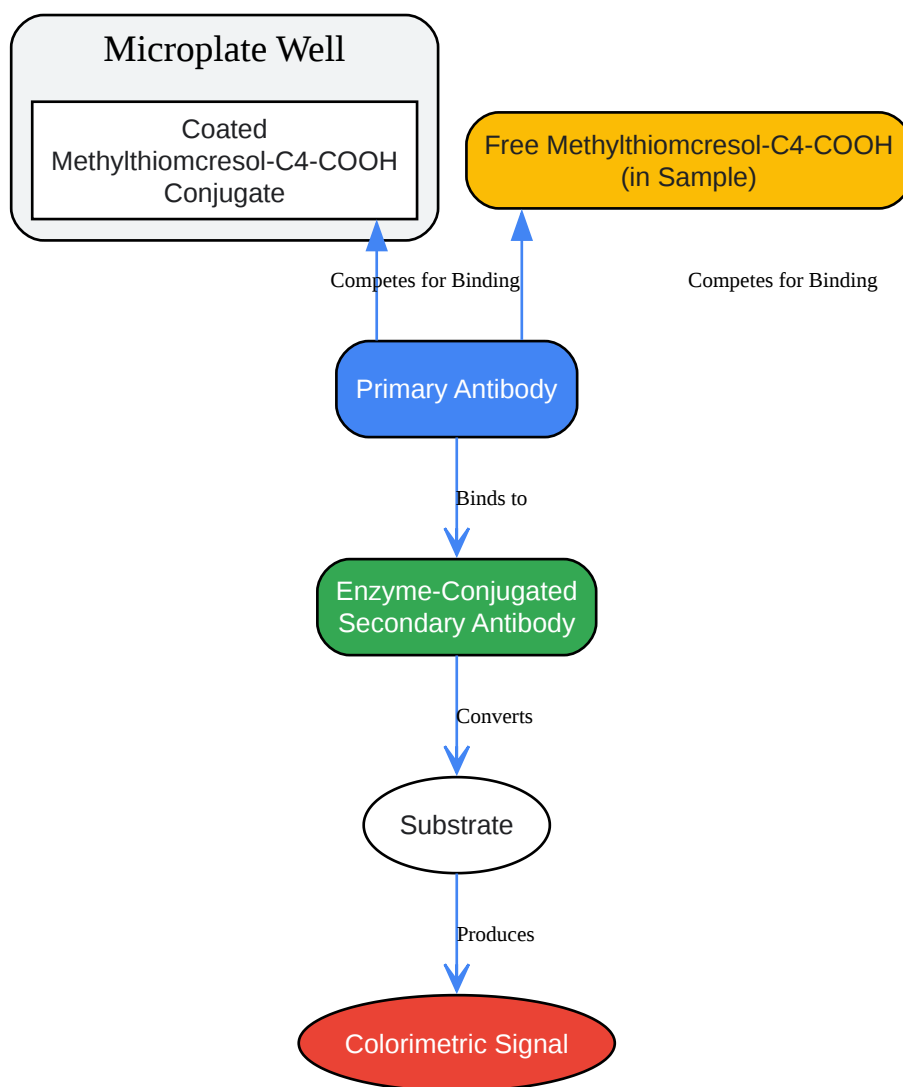 Microplate Well
Coated
Methylthiomcresol-C4-COOH
Conjugate
Free Methylthiomcresol-C4-COOH
(in Sample)
Competes for Binding
Competes for Binding
Primary Antibody
Binds to
Enzyme-Conjugated
Secondary Antibody
Converts
Substrate
Produces
Colorimetric Signal